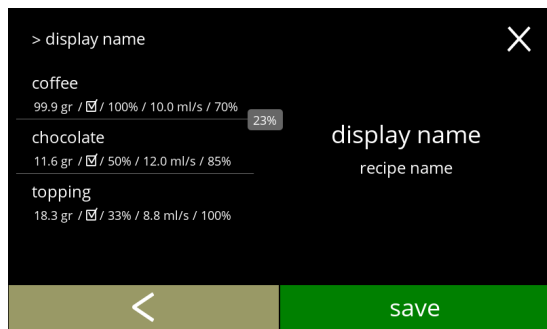 > display name
coffee
99.9 gr / ☑ / 100% / 10.0 ml/s / 70%
23%
chocolate
11.6 gr / ☑ / 50% / 12.0 ml/s / 85%
topping
18.3 gr / ☑ / 33% / 8.8 ml/s / 100%
display name
recipe name
<
save